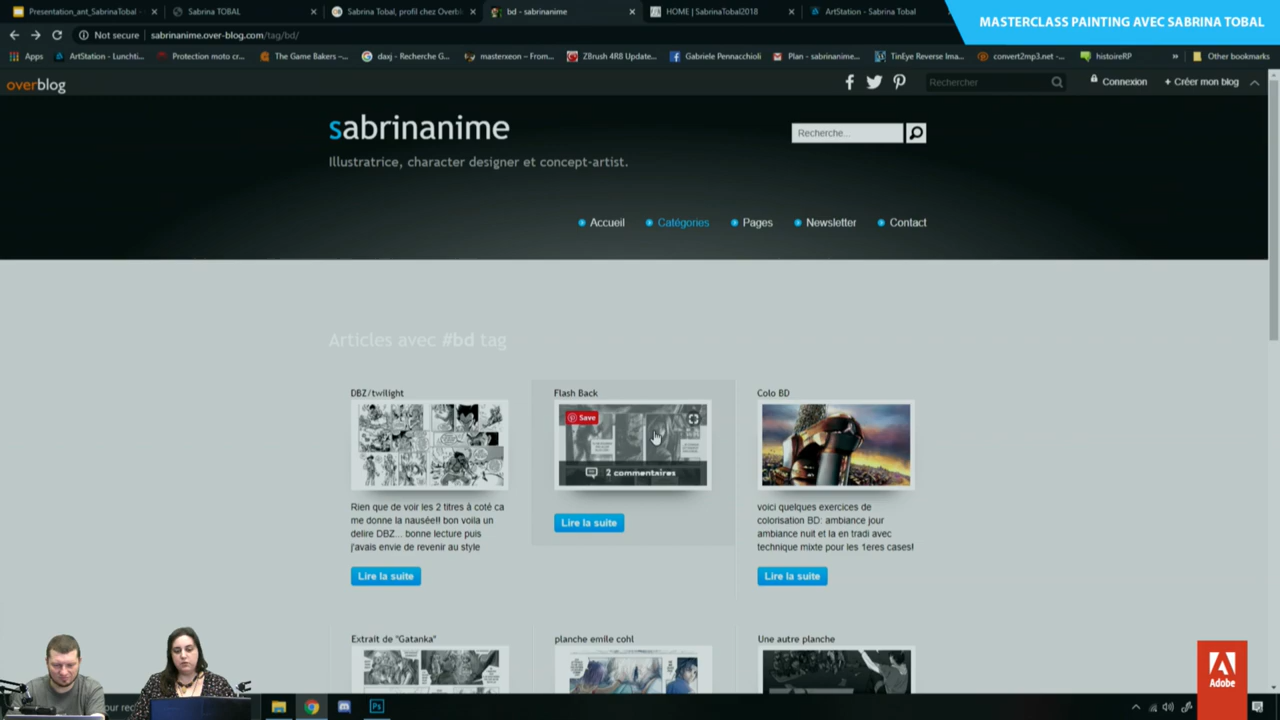 Presentation_ant_SabrinaTobal -
Sabrina TOBAL
Sabrina Tobal, profil chez Overbl
bd - sabrinanime
HOME | SabrinaTobal2018
ArtStation - Sabrina Tobal
MASTERCLASS PAINTING AVEC SABRINA TOBAL
Not secure
sabrinanime.over-blog.com/tag/bd/
Apps
ArtStation - Lunchti...
Protection moto cr...
The Game Bakers -...
daxj - Recherche G...
masterxeon – From...
ZBrush 4R8 Update...
Gabriele Pennacchioli
Plan - sabrinanime...
TinEye Reverse Ima...
convert2mp3.net -...
histoireRP
Other bookmarks
overblog
Rechercher
Connexion
+ Créer mon blog
sabrinanime
Recherche...
Illustratrice, character designer et concept-artist.
Accueil
Catégories
Pages
Newsletter
Contact
Articles avec #bd tag
DBZ/twilight
Flash Back
Colo BD
Save
2 commentaires
Rien que de voir les 2 titres à coté ca
me donne la nausée!! bon voila un
delire DBZ... bonne lecture puis
j'avais envie de revenir au style
Lire la suite
Lire la suite
voici quelques exercices de
colorisation BD: ambiance jour
ambiance nuit et la en tradi avec
technique mixte pour les 1eres cases!
Lire la suite
Extrait de "Gatanka"
planche emile cohl
Une autre planche
Ps
Adobe